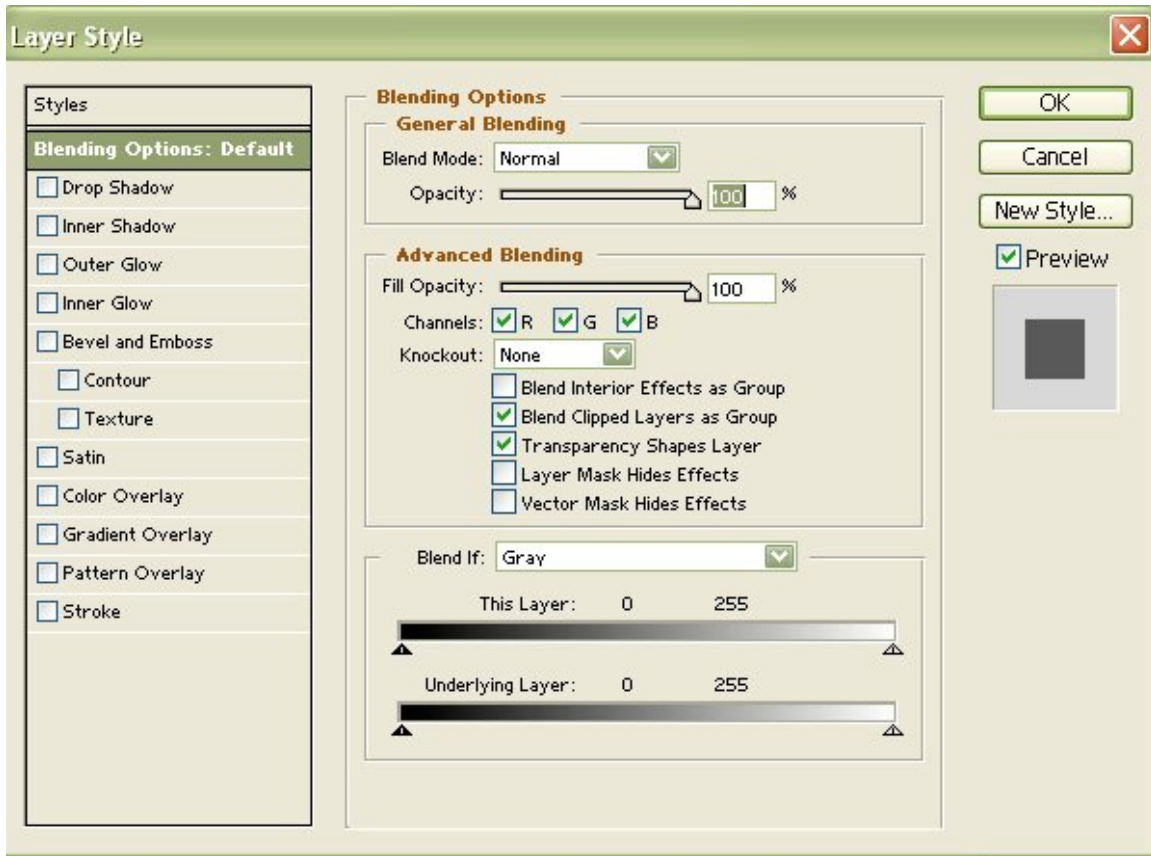 Layer Style
Styles
Blending Options: Default
Drop Shadow
Inner Shadow
Outer Glow
Inner Glow
Bevel and Emboss
Contour
Texture
Satin
Color Overlay
Gradient Overlay
Pattern Overlay
Stroke
Blending Options
General Blending
Blend Mode: Normal
Opacity: 100 %
Advanced Blending
Fill Opacity: 100 %
Channels: R G B
Knockout: None
Blend Interior Effects as Group
Blend Clipped Layers as Group
Transparency Shapes Layer
Layer Mask Hides Effects
Vector Mask Hides Effects
Blend If: Gray
This Layer: 0 255
Underlying Layer: 0 255
OK
Cancel
New Style...
Preview